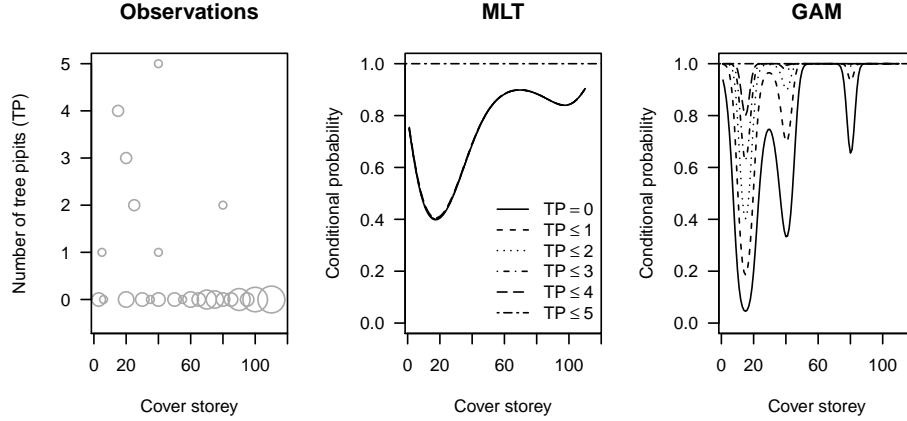 Observations
Number of tree pipits (TP)
5
4
3
2
1
0
0 20 60 100
Cover storey
MLT
Conditional probability
1.0
0.8
0.6
0.4
0.2
0.0
TP = 0
TP ≤ 1
TP ≤ 2
TP ≤ 3
TP ≤ 4
TP ≤ 5
0 20 60 100
Cover storey
GAM
Conditional probability
1.0
0.8
0.6
0.4
0.2
0.0
0 20 60 100
Cover storey